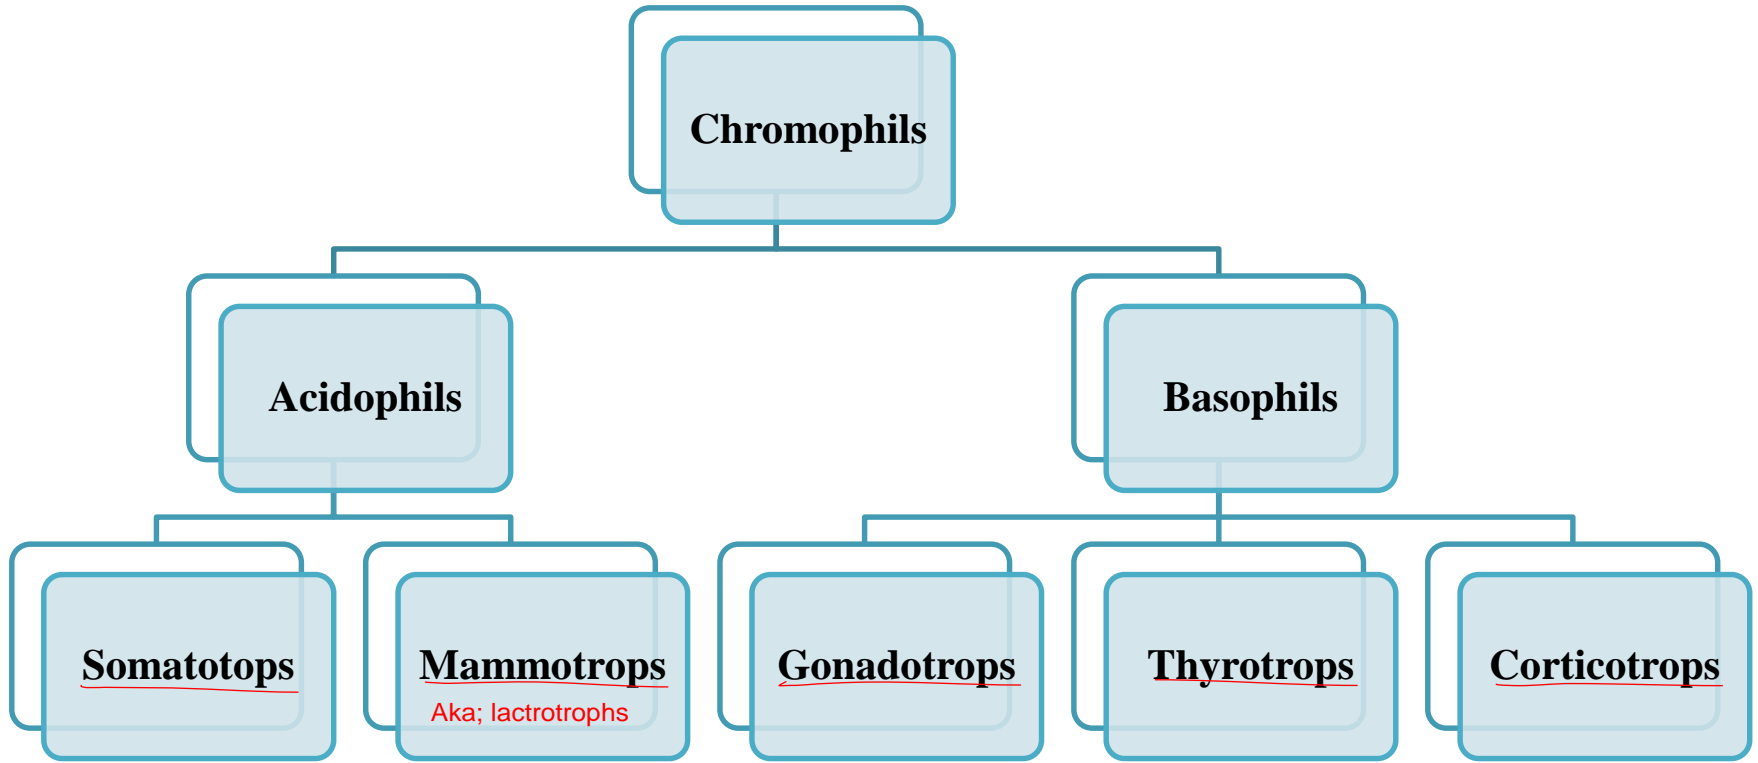 Chromophils
Acidophils
Basophils
Somatotops
Mammotrops
Aka; lactrotrophs
Gonadotrops
Thyrotrops
Corticotrops